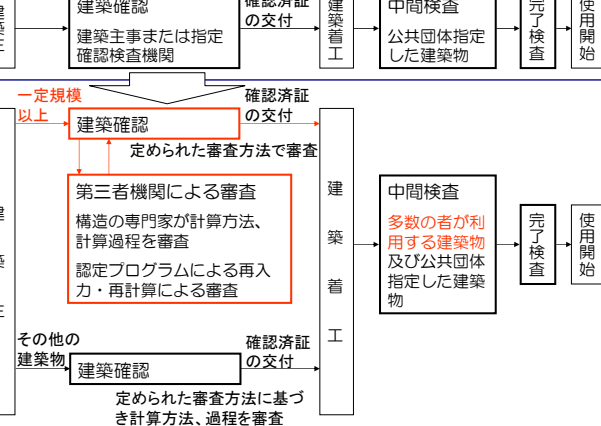 建築確認
建築主事または指定
確認検査機関
確認済証
の交付
建築着工
中間検査
公共団体指定
した建築物
完了検査
使用開始
一定規模
以上
建築確認
確認済証
の交付
定められた審査方法で審査
第三者機関による審査
構造の専門家が計算方法、
計算過程を審査
認定プログラムによる再入
力・再計算による審査
建築着工
中間検査
多数の者が利
用する建築物
及び公共団体
指定した建築
物
完了検査
使用開始
その他の
建築物
建築確認
確認済証
の交付
定められた審査方法に基づ
き計算方法、過程を審査